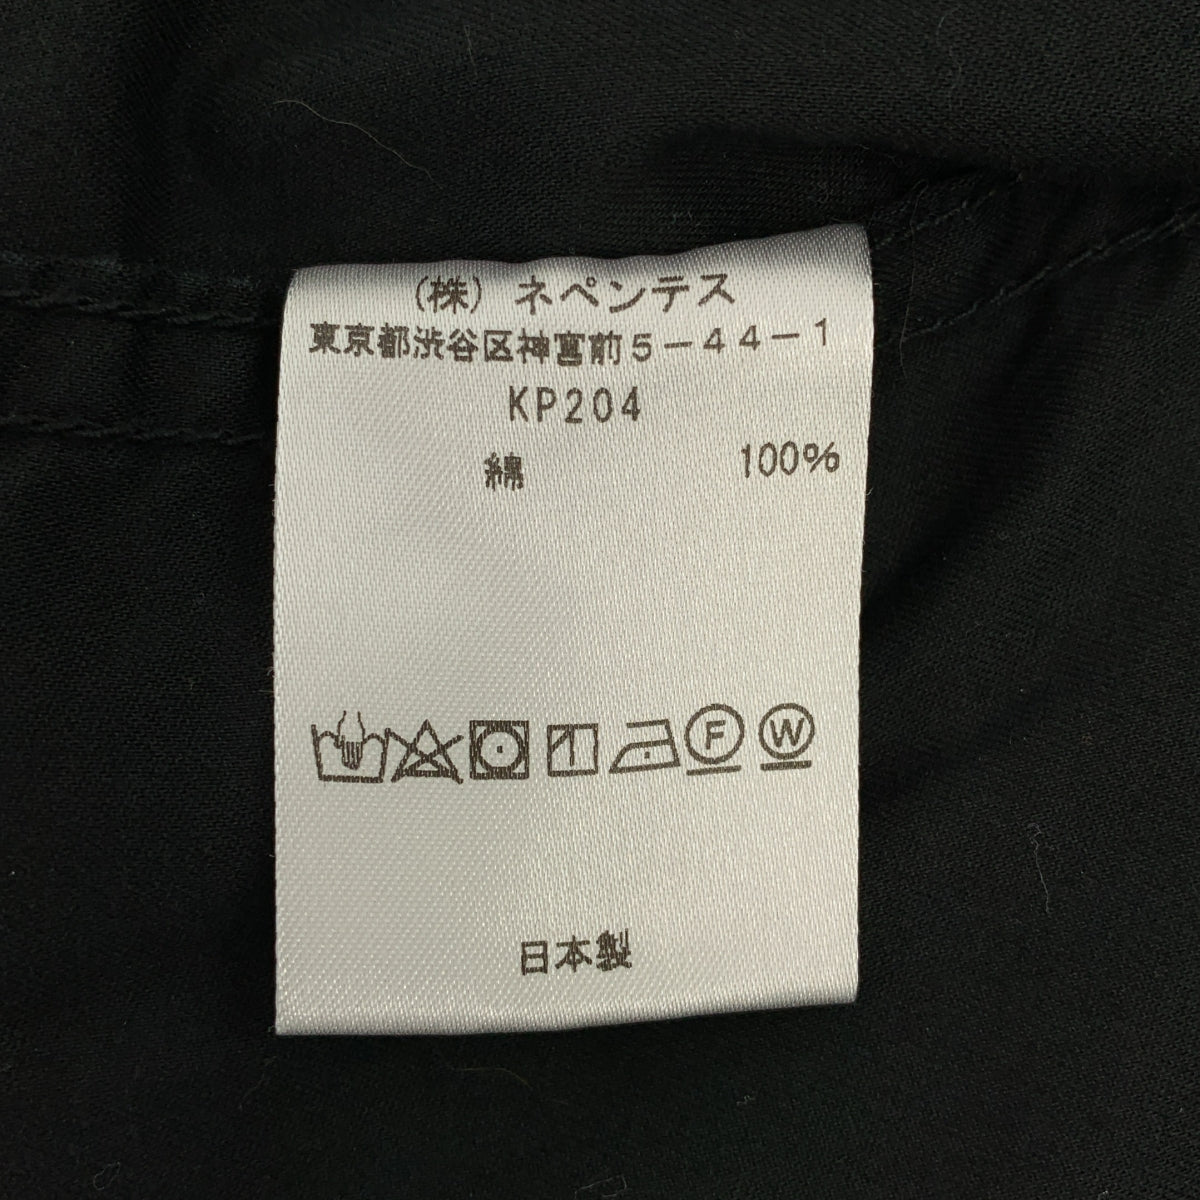 (株) ネペンテス
東京都渋谷区神宮前5-44-1
KP204
綿 100%
F W
日本製